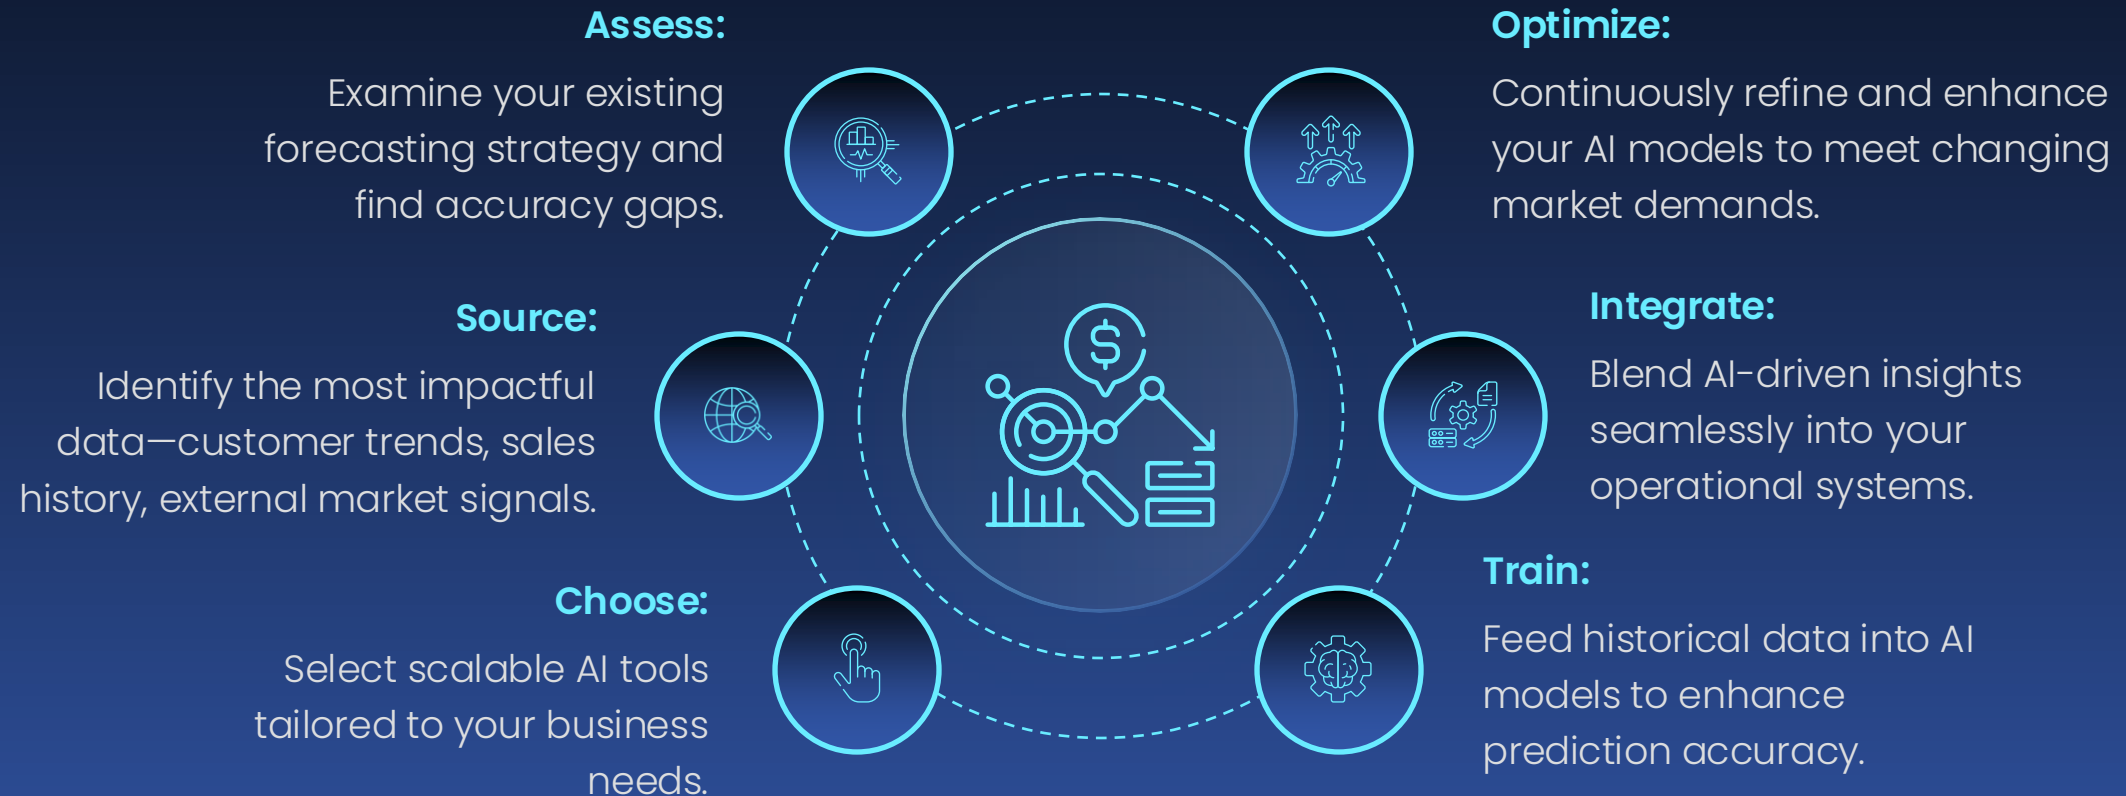 Assess:
Examine your existing
forecasting strategy and
find accuracy gaps.
Source:
Identify the most impactful
data—customer trends, sales
history, external market signals.
Choose:
Select scalable AI tools
tailored to your business
needs.
Optimize:
Continuously refine and enhance
your AI models to meet changing
market demands.
Integrate:
Blend AI-driven insights
seamlessly into your
operational systems.
Train:
Feed historical data into AI
models to enhance
prediction accuracy.
$